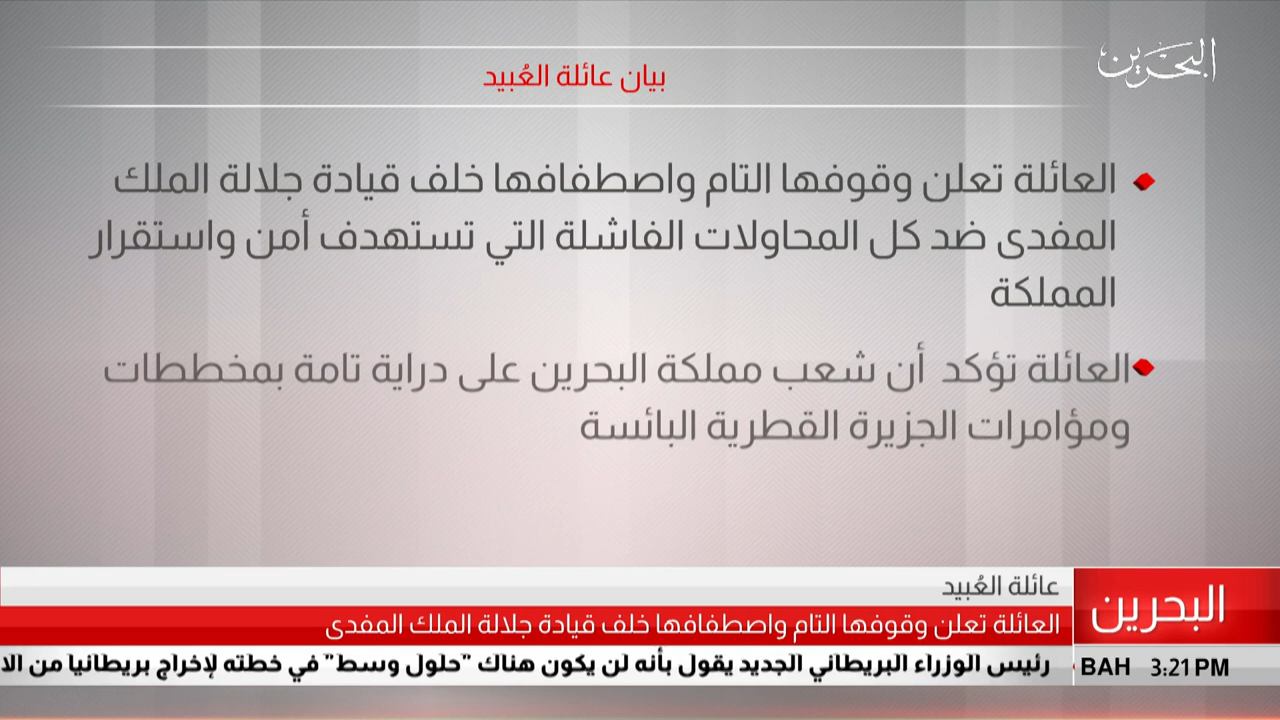 البحرين
بيان عائلة العُبيد
العائلة تعلن وقوفها التام واصطفافها خلف قيادة جلالة الملك
المفدى ضد كل المحاولات الفاشلة التي تستهدف أمن واستقرار
المملكة
العائلة تؤكد أن شعب مملكة البحرين على دراية تامة بمخططات
ومؤامرات الجزيرة القطرية البائسة
عائلة العُبيد
البحرين
العائلة تعلن وقوفها التام واصطفافها خلف قيادة جلالة الملك المفدى
رئيس الوزراء البريطاني الجديد يقول بأنه لن يكون هناك "حلول وسط" في خطته لإخراج بريطانيا من الا
BAH 3:21 PM